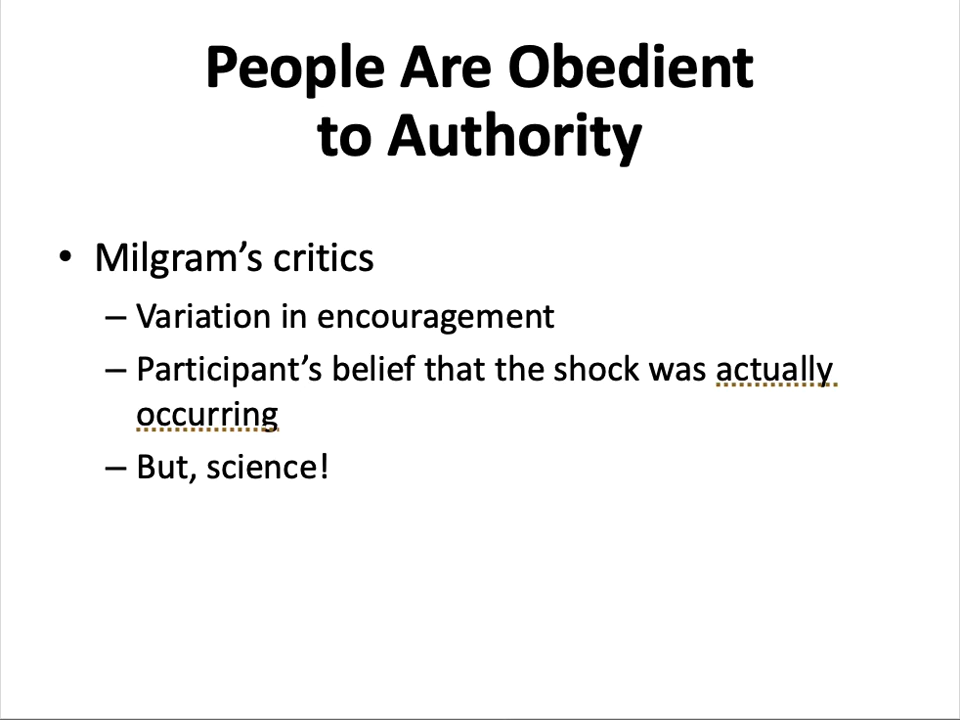 People Are Obedient
to Authority
• Milgram’s critics
– Variation in encouragement
– Participant’s belief that the shock was actually
occurring
– But, science!